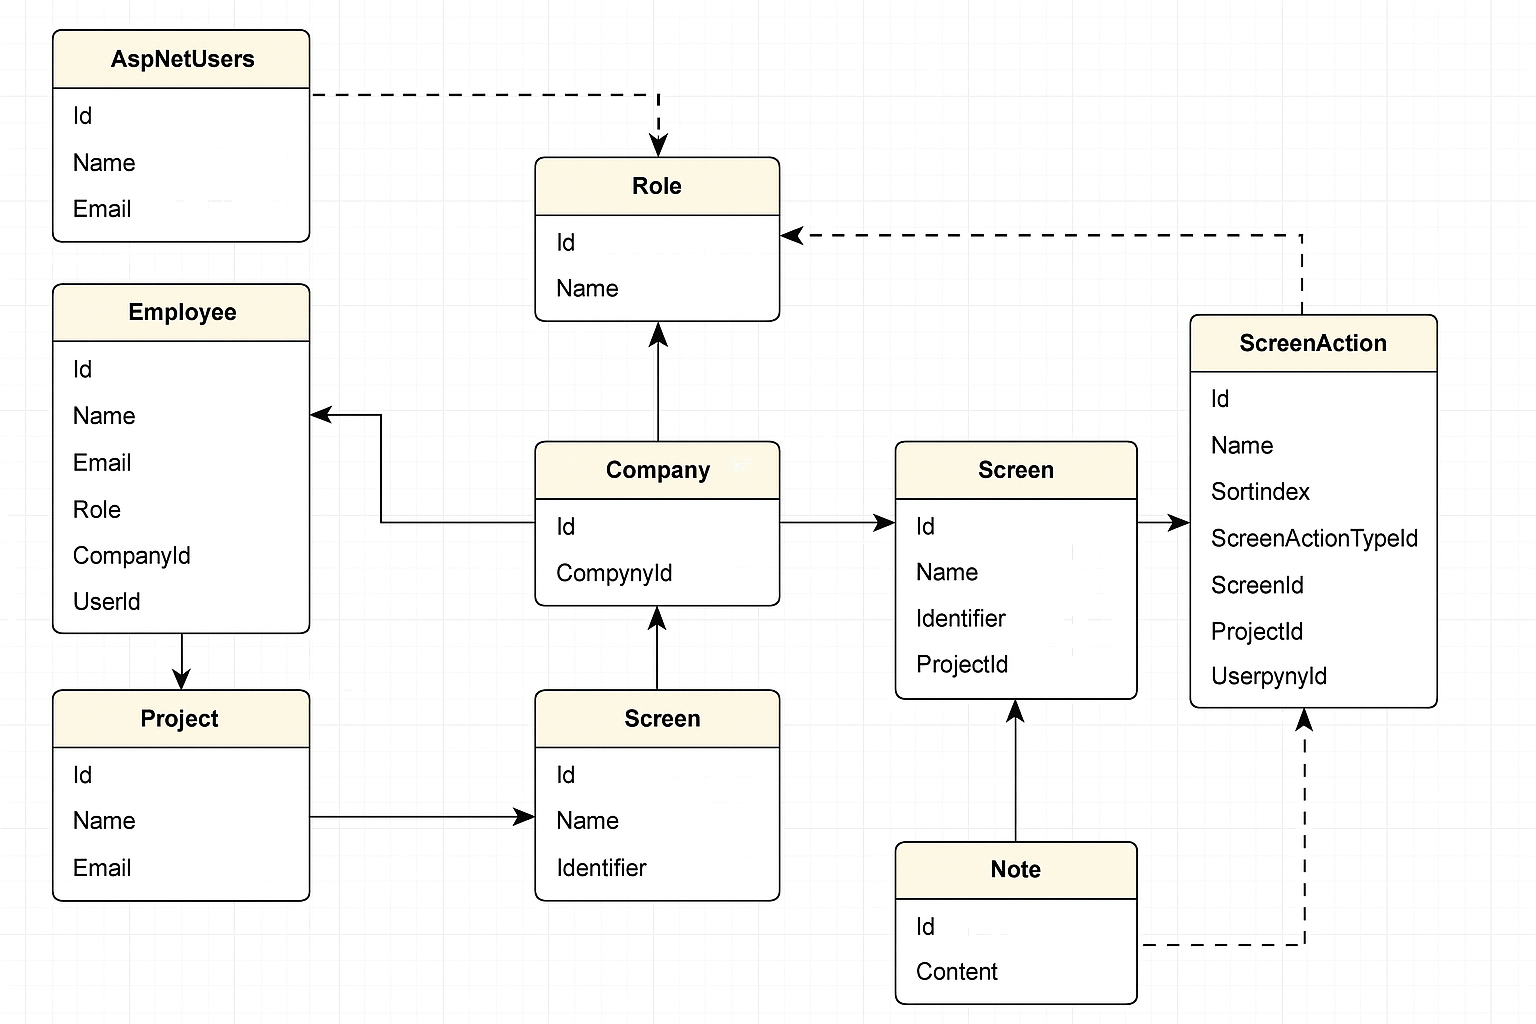 AspNetUsers
Id
Name
Email
Role
Id
Name
Employee
Id
Name
Email
Role
CompanyId
UserId
ScreenAction
Id
Name
Sortindex
ScreenActionTypeId
ScreenId
ProjectId
UserpynyId
Company
Id
CompynyId
Screen
Id
Name
Identifier
ProjectId
Project
Id
Name
Email
Screen
Id
Name
Identifier
Note
Id
Content